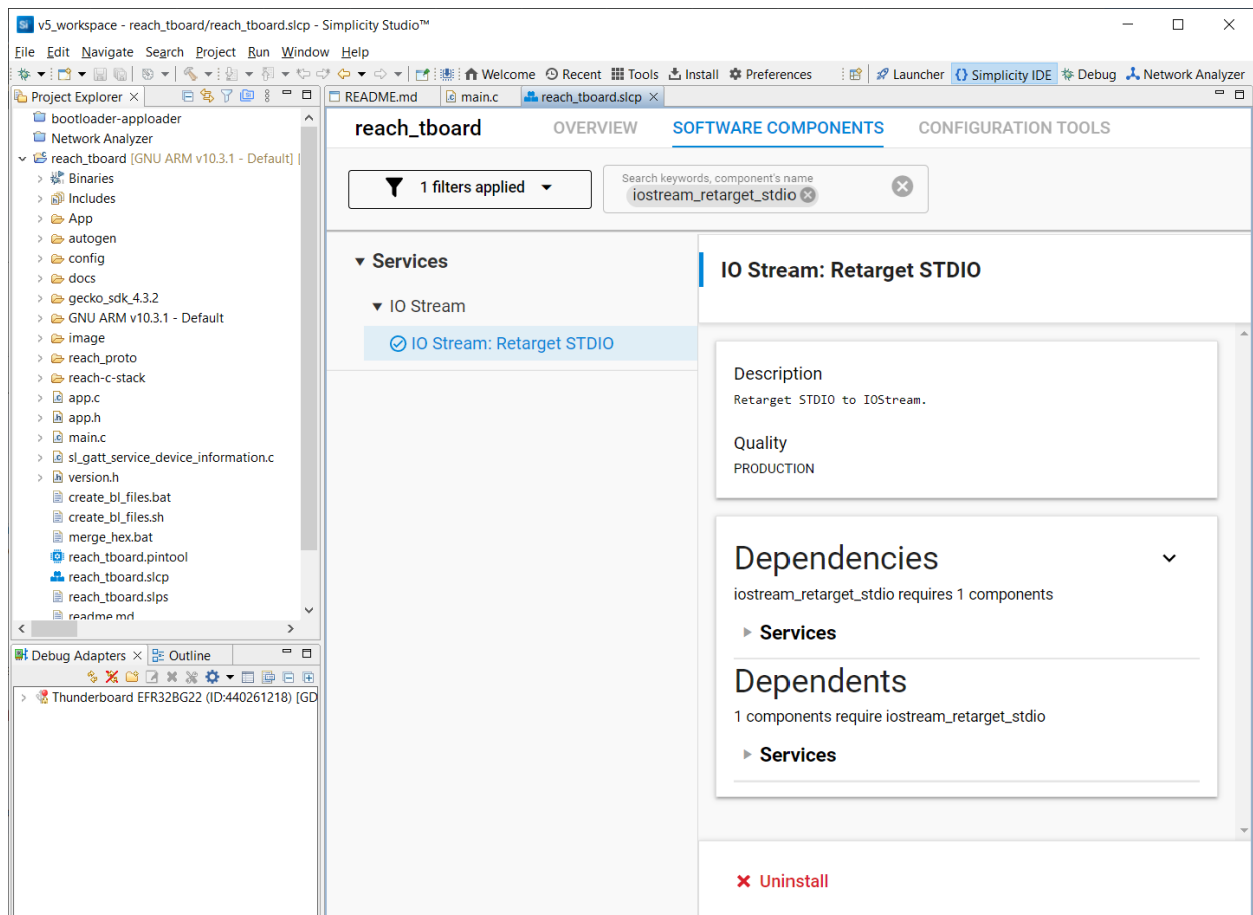 v5_workspace - reach_tboard/reach_tboard.slcp - Simplicity Studio™
File Edit Navigate Search Project Run Window Help
Welcome Recent Tools Install Preferences Launcher {} Simplicity IDE Debug Network Analyzer
Project Explorer
bootloader-apploader
Network Analyzer
reach_tboard [GNU ARM v10.3.1 - Default] [
Binaries
Includes
App
autogen
config
docs
gecko_sdk_4.3.2
GNU ARM v10.3.1 - Default
image
reach_proto
reach-c-stack
app.c
app.h
main.c
sl_gatt_service_device_information.c
version.h
create_bl_files.bat
create_bl_files.sh
merge_hex.bat
reach_tboard.pintool
reach_tboard.slcp
reach_tboard.slps
readme.md
Debug Adapters Outline
Thunderboard EFR32BG22 (ID:440261218) [GD
README.md main.c reach_tboard.slcp
reach_tboard OVERVIEW SOFTWARE COMPONENTS CONFIGURATION TOOLS
1 filters applied
Search keywords, component's name
iostream_retarget_stdio
Services
IO Stream
IO Stream: Retarget STDIO
IO Stream: Retarget STDIO
Description
Retarget STDIO to IOStream.
Quality
PRODUCTION
Dependencies
iostream_retarget_stdio requires 1 components
Services
Dependents
1 components require iostream_retarget_stdio
Services
Uninstall